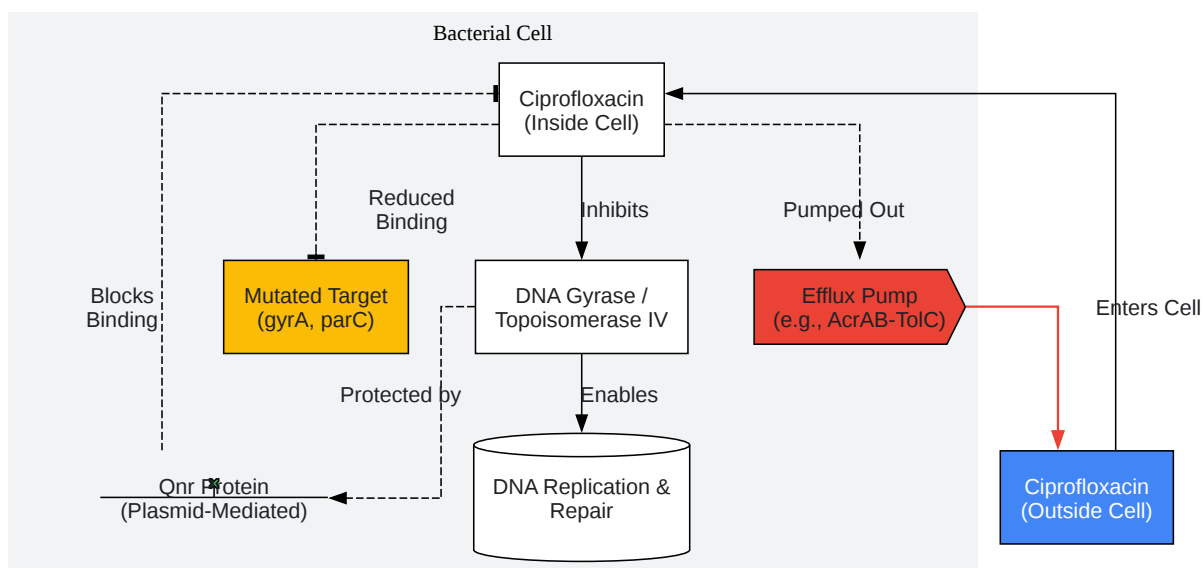 Bacterial Cell
Ciprofloxacin
(Inside Cell)
Reduced
Binding
Inhibits
Pumped Out
Blocks
Binding
Mutated Target
(gyrA, parC)
DNA Gyrase /
Topoisomerase IV
Efflux Pump
(e.g., AcrAB-TolC)
Enters Cell
Protected by
Enables
Qnr Protein
(Plasmid-Mediated)
DNA Replication &
Repair
Ciprofloxacin
(Outside Cell)